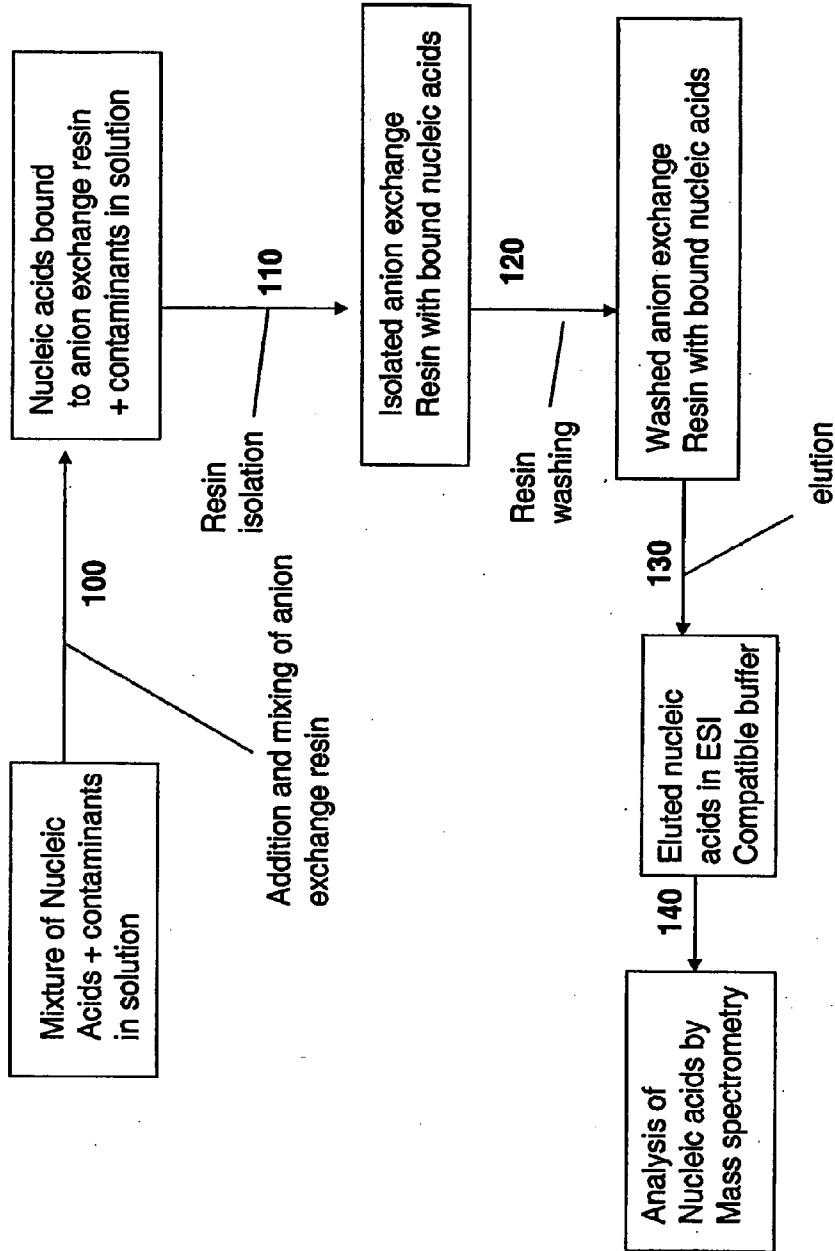 Mixture of Nucleic
Acids + contaminants
in solution
100
Addition and mixing of anion
exchange resin
Nucleic acids bound
to anion exchange resin
+ contaminants in solution
110
Resin
isolation
Isolated anion exchange
Resin with bound nucleic acids
120
Resin
washing
Washed anion exchange
Resin with bound nucleic acids
130
elution
Eluted nucleic
acids in ESI
Compatible buffer
140
Analysis of
Nucleic acids by
Mass spectrometry